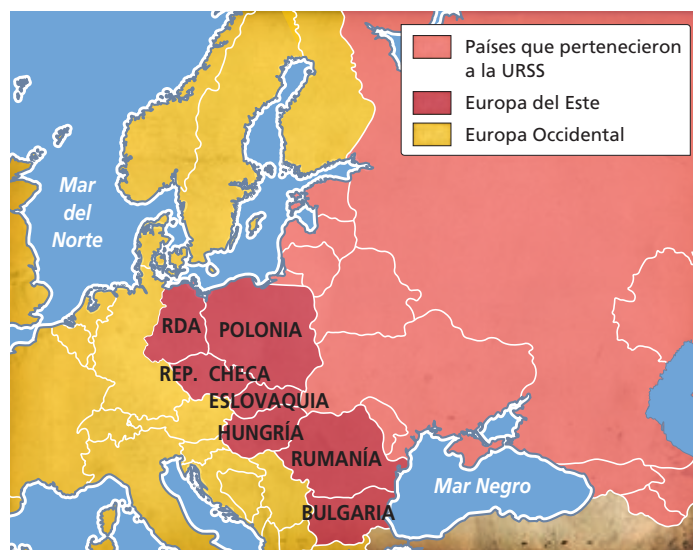 Países que pertenecieron
a la URSS
Europa del Este
Europa Occidental
Mar
del
Norte
RDA
POLONIA
REP. CHECA
ESLOVAQUIA
HUNGRÍA
RUMANÍA
Mar Negro
BULGARIA